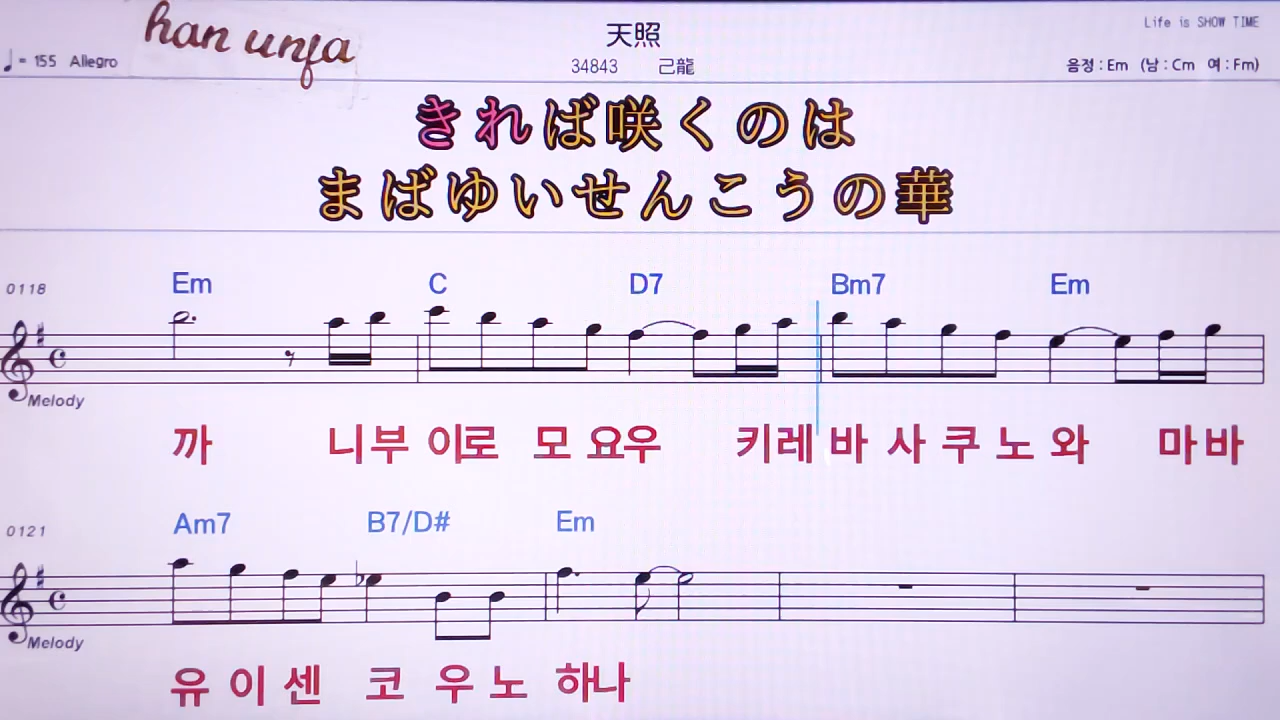 han unja
天照
Life is SHOW TIME
♩= 155 Allegro
34843 己龍
음정 : Em (남 : Cm 여 : Fm)
きれば咲くのは
まばゆいせんこうの華
0118 Em C D7 Bm7 Em
Melody
까 니부 이로 모 요우 키레 바 사 쿠 노 와 마바
0121 Am7 B7/D# Em
Melody
유 이 센 코 우 노 하나